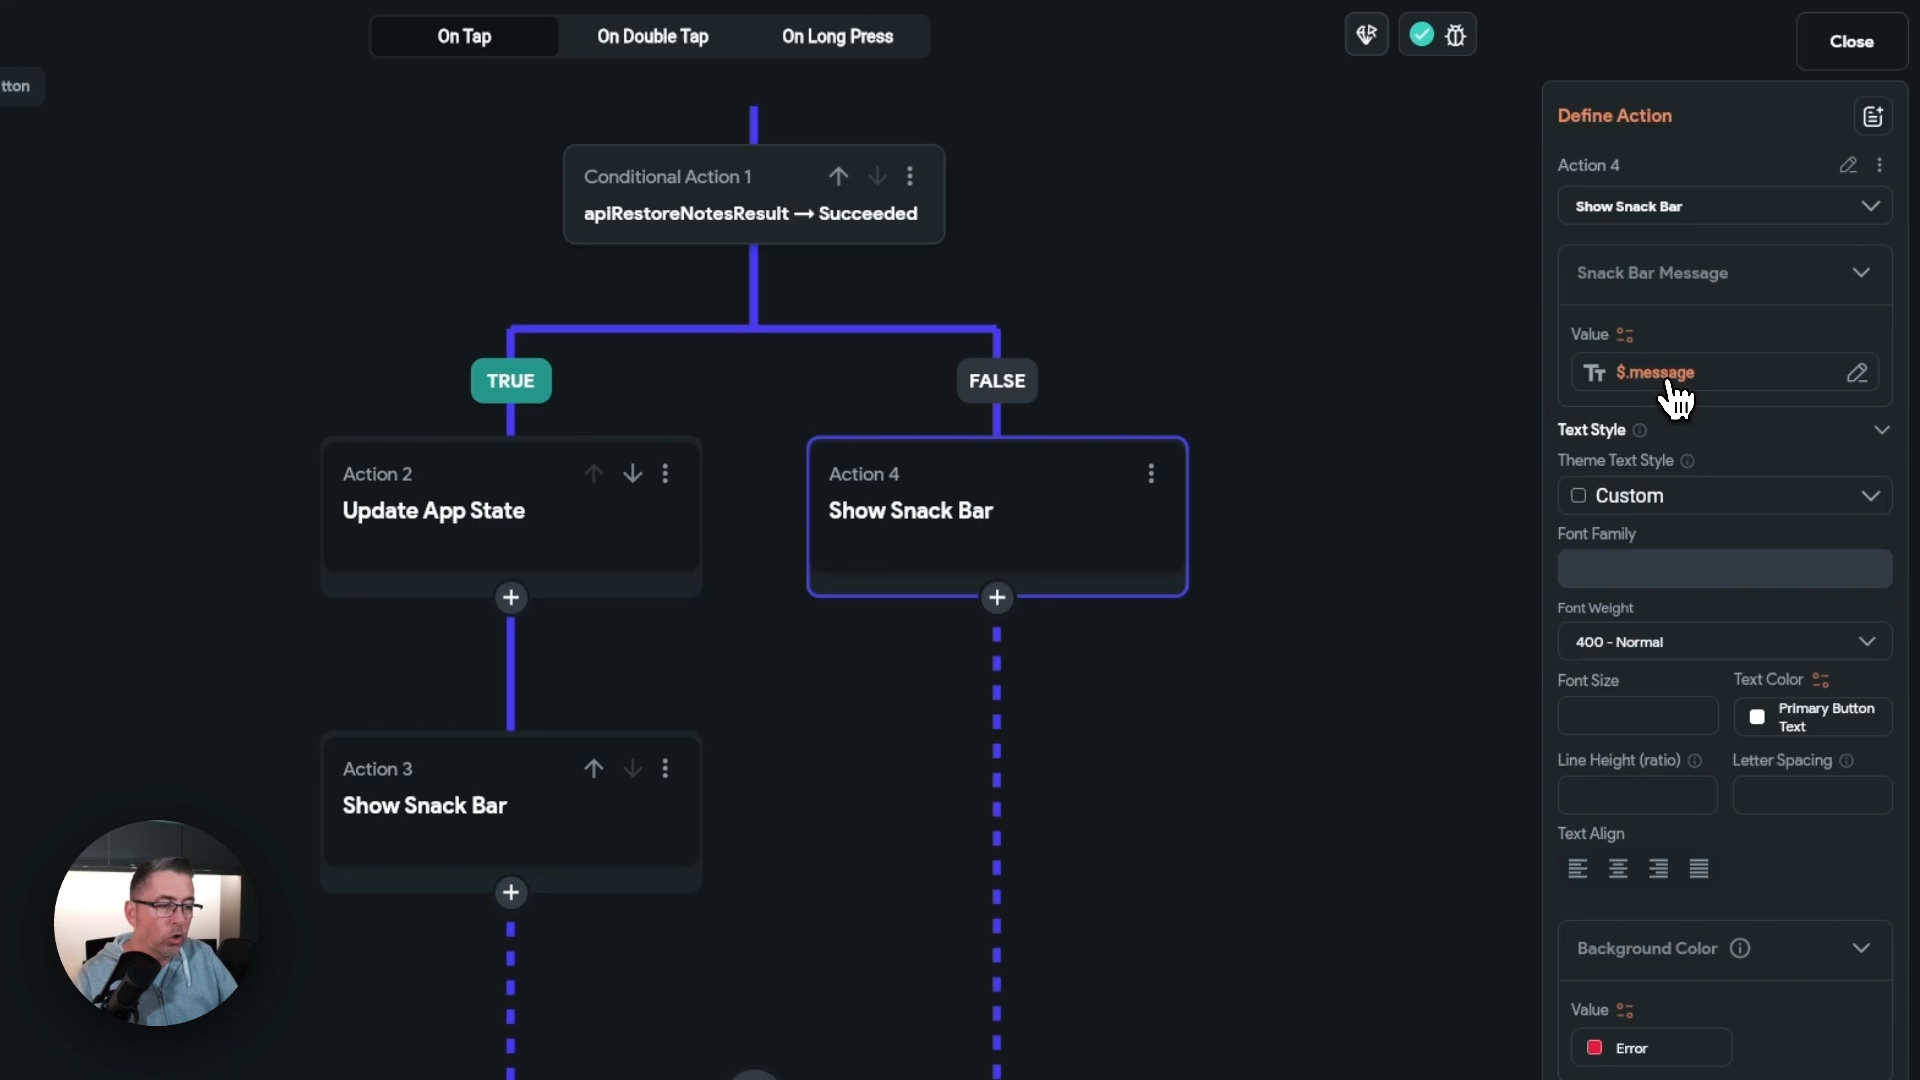 On Tap
On Double Tap
On Long Press
Close
tton
Conditional Action 1
apiRestoreNotesResult → Succeeded
TRUE
FALSE
Action 2
Update App State
Action 4
Show Snack Bar
Action 3
Show Snack Bar
Define Action
Action 4
Show Snack Bar
Snack Bar Message
Value
Tt $.message
Text Style
Theme Text Style
Custom
Font Family
Font Weight
400 - Normal
Font Size
Text Color
Primary Button
Text
Line Height (ratio)
Letter Spacing
Text Align
Background Color
Value
Error